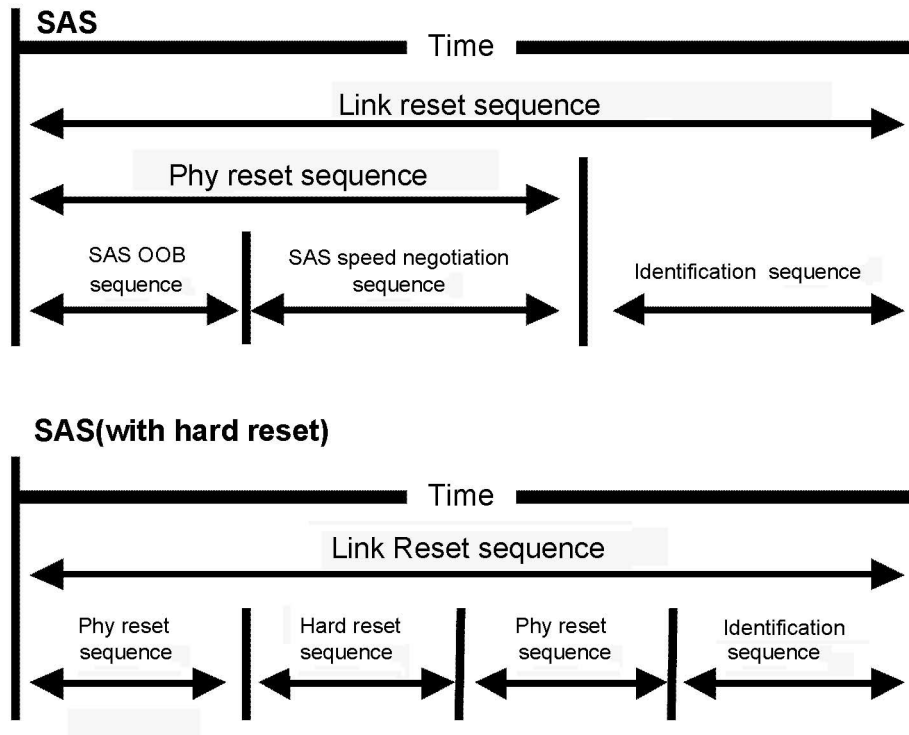 SAS
Time
Link reset sequence
Phy reset sequence
SAS OOB
sequence
SAS speed negotiation
sequence
Identification sequence
SAS(with hard reset)
Time
Link Reset sequence
Phy reset
sequence
Hard reset
sequence
Phy reset
sequence
Identification
sequence